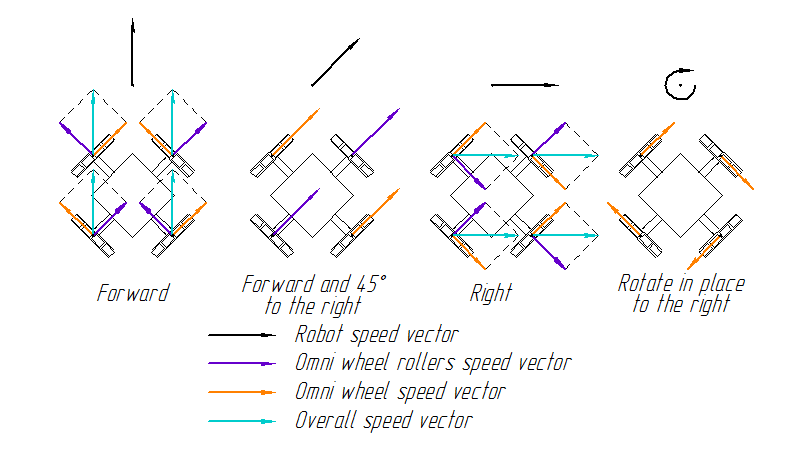 Forward
Forward and 45°
to the right
Right
Rotate in place
to the right
Robot speed vector
Omni wheel rollers speed vector
Omni wheel speed vector
Overall speed vector